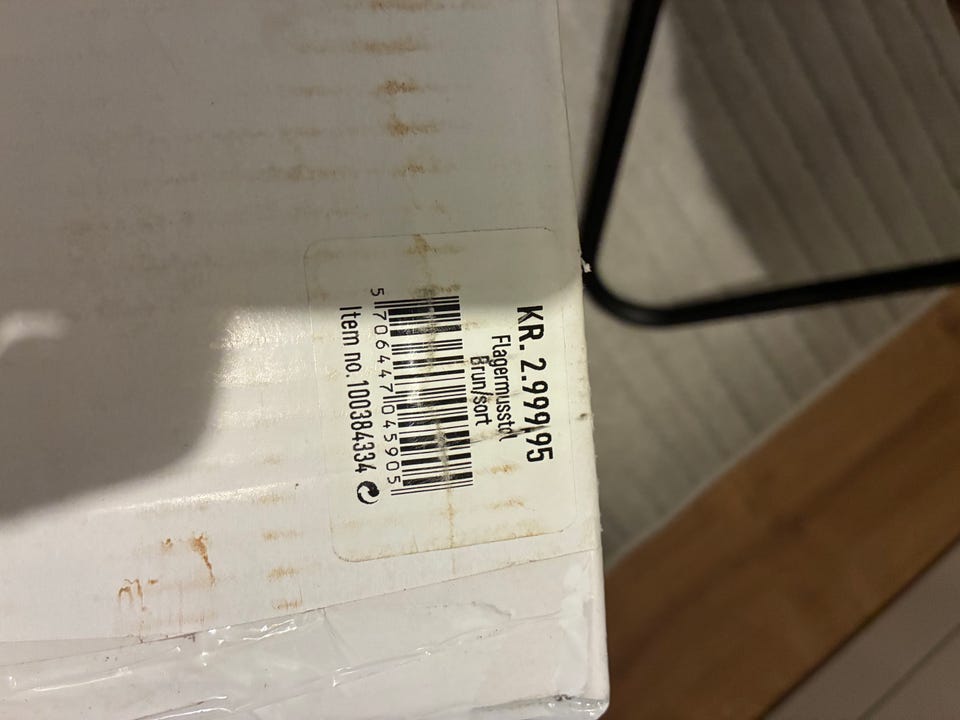 KR. 2.999,95
Flagermusstol
Brun/sort
5 706447 045905
Item no. 100384334